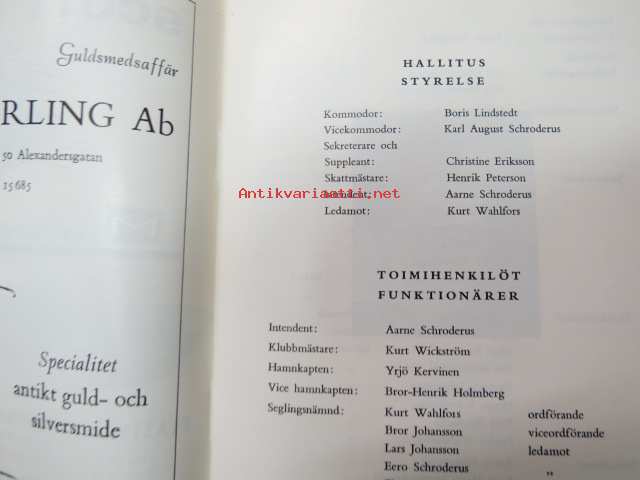 Guldsmedsaffär
RLING Ab
50 Alexandersgatan
15685
Specialitet
antikt guld- och
silversmide
HALLITUS
STYRELSE
Kommodor: Boris Lindstedt
Vicekommodor: Karl August Schroderus
Sekreterare och
Suppleant: Christine Eriksson
Skattmästare: Henrik Peterson
Antikvariaatti.net
Intendent: Aarne Schroderus
Ledamot: Kurt Wahlfors
TOIMIHENKILÖT
FUNKTIONÄRER
Intendent: Aarne Schroderus
Klubbmästare: Kurt Wickström
Hamnkapten: Yrjö Kervinen
Vice hamnkapten: Bror-Henrik Holmberg
Seglingsnämnd: Kurt Wahlfors ordförande
Bror Johansson viceordförande
Lars Johansson ledamot
Eero Schroderus „